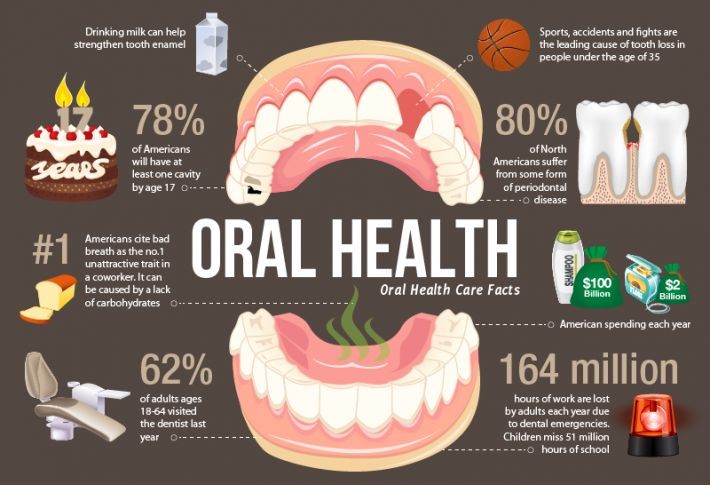 Drinking milk can help
strengthen tooth enamel
Sports, accidents and fights are
the leading cause of tooth loss in
people under the age of 35
17
years
78%
of Americans
will have at
least one cavity
by age 17
80%
of North
Americans suffer
from some form
of periodontal
disease
#1
Americans cite bad
breath as the no.1
unattractive trait in
a coworker. It can
be caused by a lack
of carbohydrates
ORAL HEALTH
Oral Health Care Facts
SHAMPOO
$100
Billion
$2
Billion
American spending each year
62%
of adults ages
18-64 visited
the dentist last
year
164 million
hours of work are lost
by adults each year due
to dental emergencies.
Children miss 51 million
hours of school